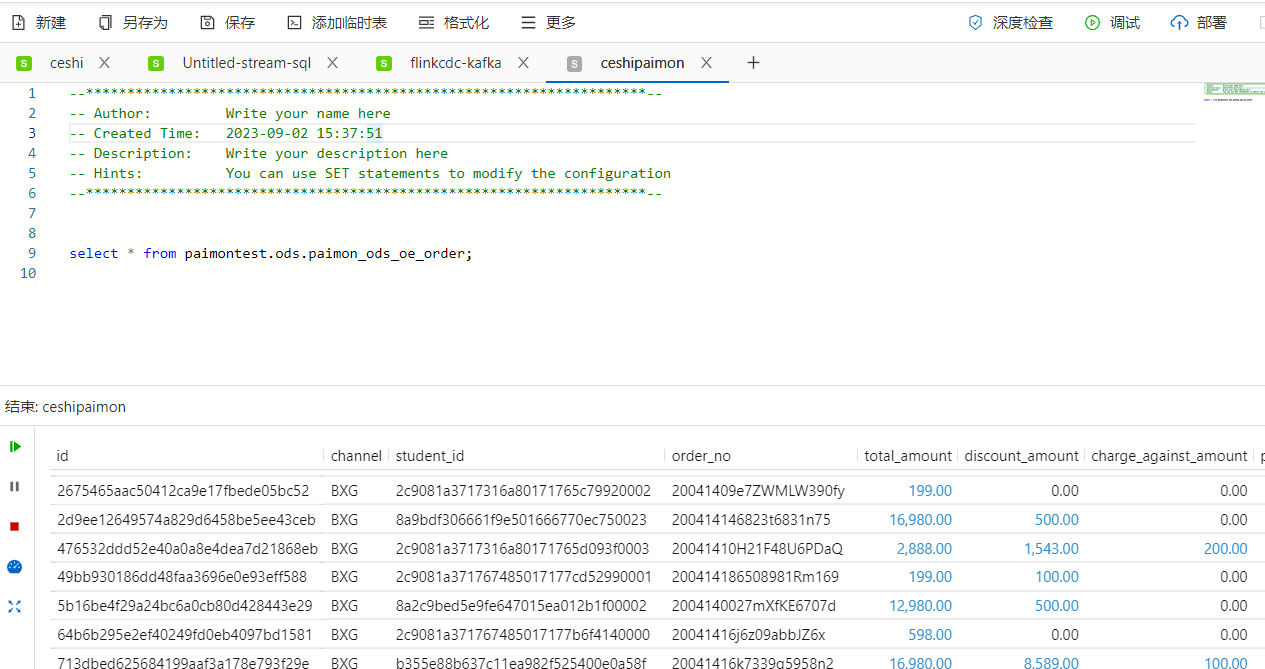 新建 另存为 保存 添加临时表 格式化 更多 深度检查 调试 部署
S ceshi S Untitled-stream-sql S flinkcdc-kafka S ceshipaimon
1 --*********************************************************************--
2 -- Author: Write your name here
3 -- Created Time: 2023-09-02 15:37:51
4 -- Description: Write your description here
5 -- Hints: You can use SET statements to modify the configuration
6 --*********************************************************************--
7
8
9 select * from paimontest.ods.paimon_ods_oe_order;
10
结束: ceshipaimon
id channel student_id order_no total_amount discount_amount charge_against_amount
2675465aac50412ca9e17fbede05bc52 BXG 2c9081a3717316a80171765c79920002 20041409e7ZWMLW390fy 199.00 0.00 0.00
2d9ee12649574a829d6458be5ee43ceb BXG 8a9bdf306661f9e501666770ec750023 200414146823t6831n75 16,980.00 500.00 0.00
476532ddd52e40a0a8e4dea7d21868eb BXG 2c9081a3717316a80171765d093f0003 20041410H21F48U6PDaQ 2,888.00 1,543.00 200.00
49bb930186dd48faa3696e0e93eff588 BXG 2c9081a371767485017177cd52990001 200414186508981Rm169 199.00 100.00 0.00
5b16be4f29a24bc6a0cb80d428443e29 BXG 8a2c9bed5e9fe647015ea012b1f00002 2004140027mXfKE6707d 12,980.00 500.00 0.00
64b6b295e2ef40249fd0eb4097bd1581 BXG 2c9081a371767485017177b6f4140000 20041416j6z09abbJZ6x 598.00 0.00 0.00
713dbed625684199aaf3a178e793f29e BXG b355e88b637c11ea982f525400e0a58f 20041416k7339q5958n2 16,980.00 8,589.00 100.00